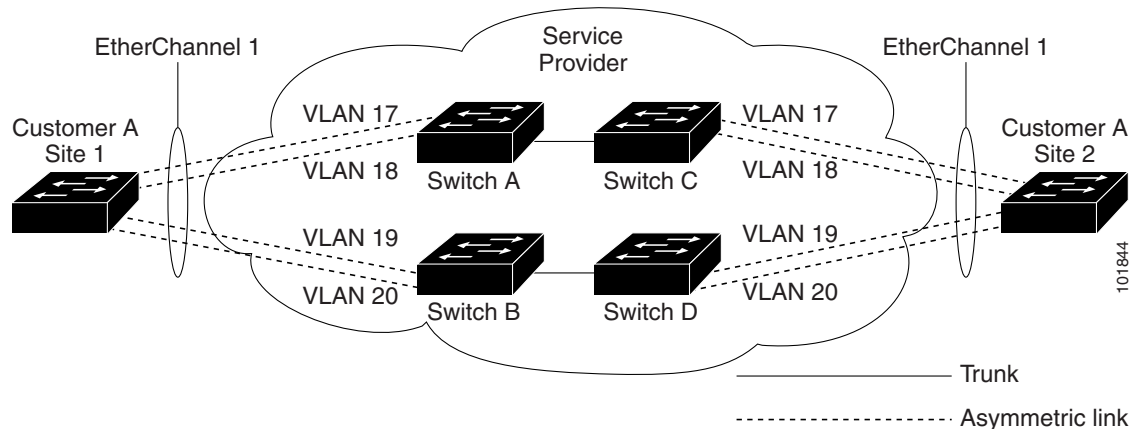 Service
Provider
EtherChannel 1
EtherChannel 1
Customer A
Site 1
VLAN 17
VLAN 18
Switch A
Switch C
VLAN 17
VLAN 18
Customer A
Site 2
VLAN 19
VLAN 20
Switch B
Switch D
VLAN 19
VLAN 20
101844
Trunk
Asymmetric link